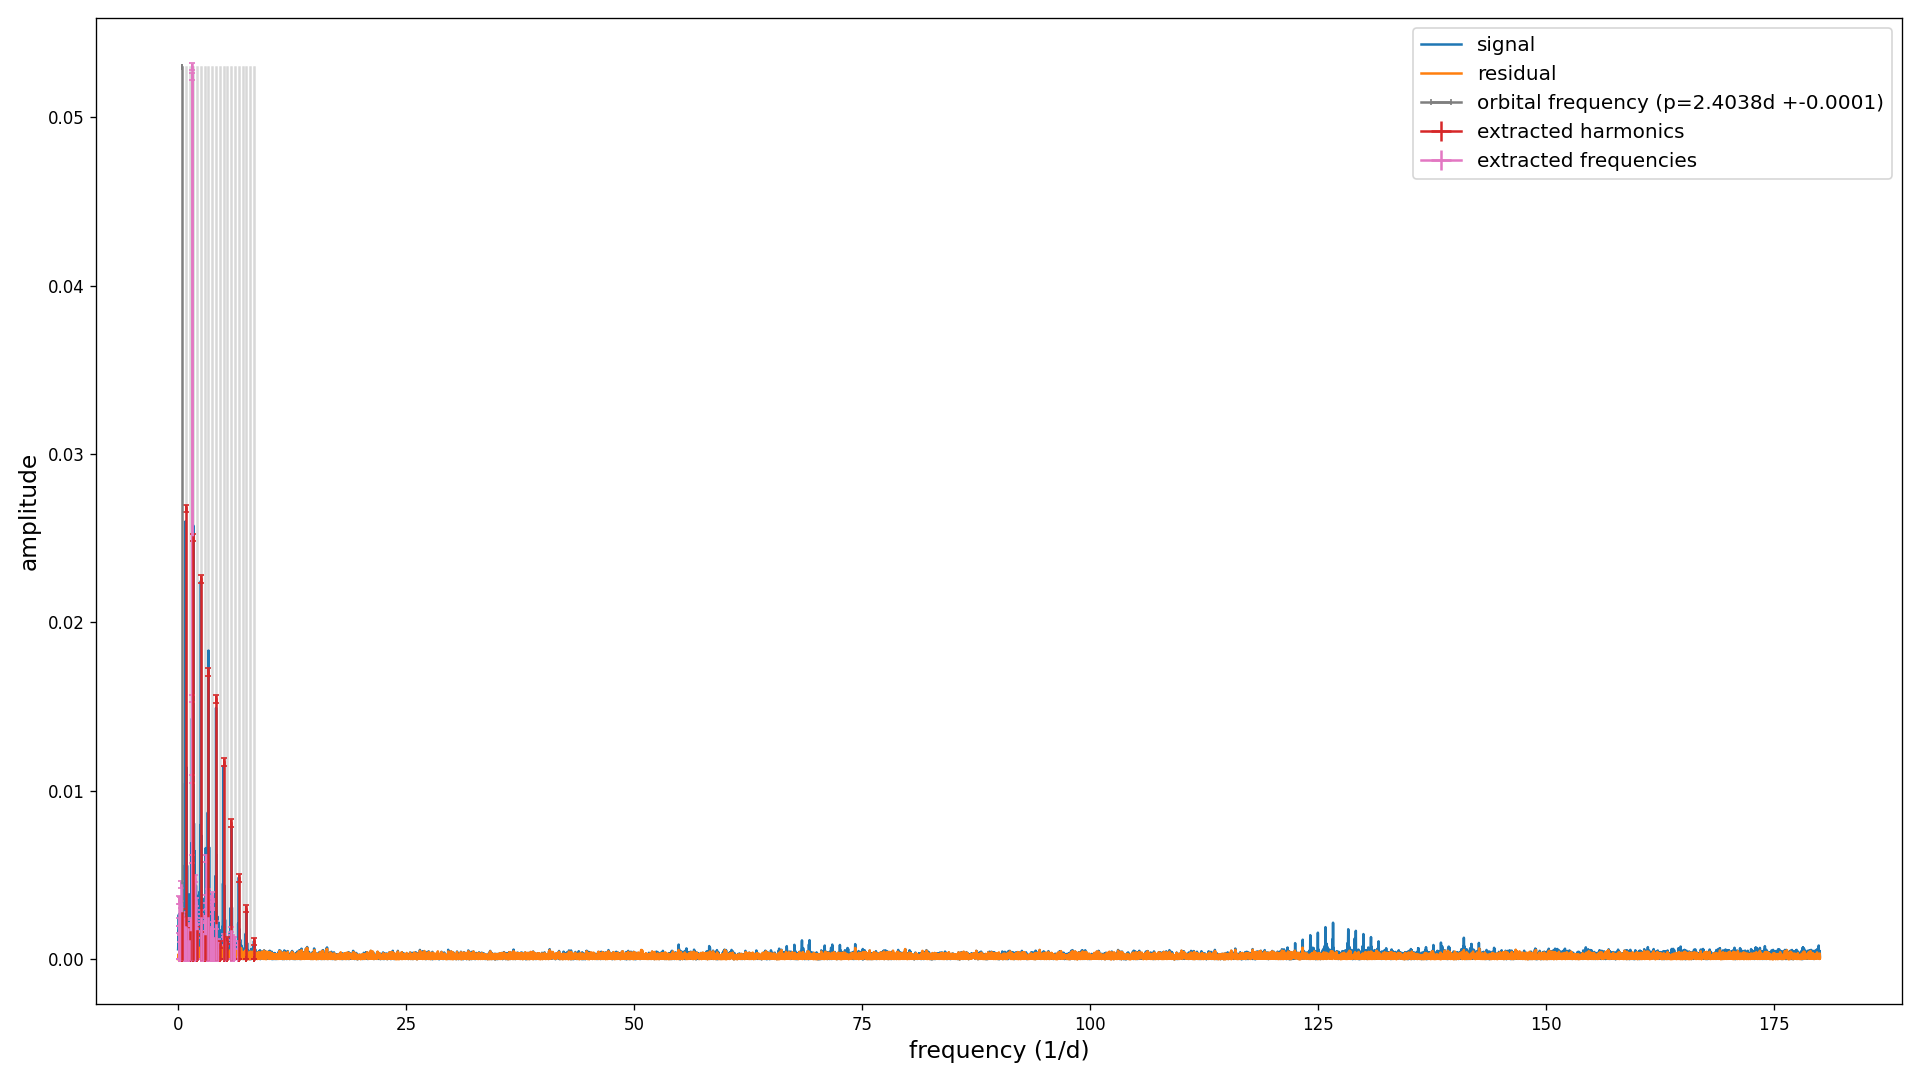 signal
residual
orbital frequency (p=2.4038d +-0.0001)
extracted harmonics
extracted frequencies
amplitude
0.05
0.04
0.03
0.02
0.01
0.00
0 25 50 75 100 125 150 175
frequency (1/d)